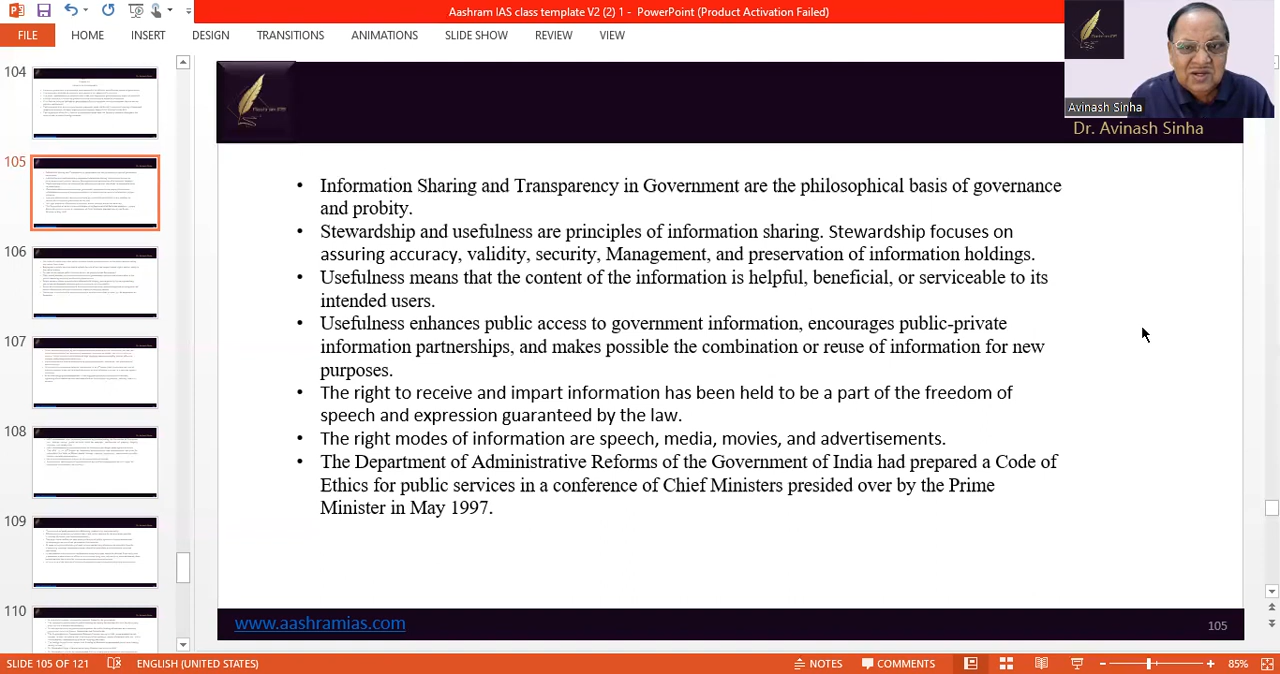 Aashram IAS class template V2 (2) 1 - PowerPoint (Product Activation Failed)
FILE HOME INSERT DESIGN TRANSITIONS ANIMATIONS SLIDE SHOW REVIEW VIEW
Avinash Sinha
Dr. Avinash Sinha
104
105
106
107
108
109
110
• Information Sharing and Transparency in Government are the philosophical basis of governance
and probity.
• Stewardship and usefulness are principles of information sharing. Stewardship focuses on
assuring accuracy, validity, security, Management, and preservation of information holdings.
• Usefulness means that the content of the information is helpful, beneficial, or serviceable to its
intended users.
• Usefulness enhances public access to government information, encourages public-private
information partnerships, and makes possible the combination or reuse of information for new
purposes.
• The right to receive and impart information has been held to be a part of the freedom of
speech and expression guaranteed by the law.
• The right modes of information are speech, media, movies, and advertisements.
• The Department of Administrative Reforms of the Government of India had prepared a Code of
Ethics for public services in a conference of Chief Ministers presided over by the Prime
Minister in May 1997.
www.aashramias.com
105
SLIDE 105 OF 121 ENGLISH (UNITED STATES) NOTES COMMENTS 85%